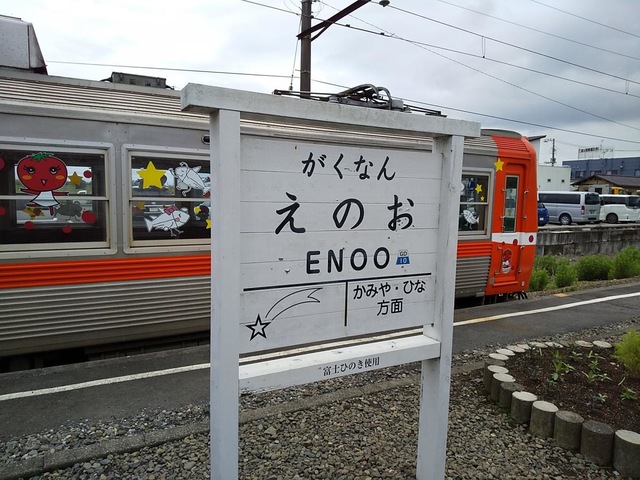 がくなん
えのお
ENOO
GD
10
かみや・ひな
方面
富士ひのき使用